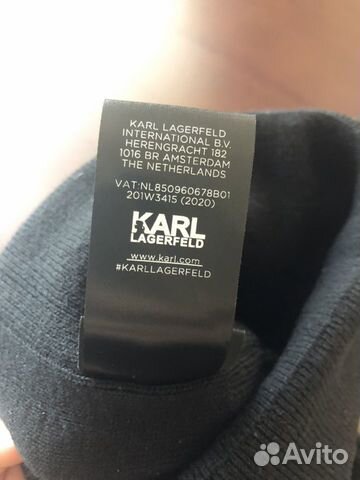 KARL LAGERFELD
INTERNATIONAL B.V.
HERENGRACHT 182
1016 BR AMSTERDAM
THE NETHERLANDS
VAT:NL850960678B01
201W3415 (2020)
KARL
LAGERFELD
www.karl.com
#KARLLAGERFELD
Avito